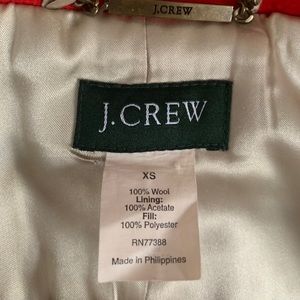 J.CREW
J.CREW
XS
100% Wool
Lining:
100% Acetate
Fill:
100% Polyester
RN77388
Made in Philippines